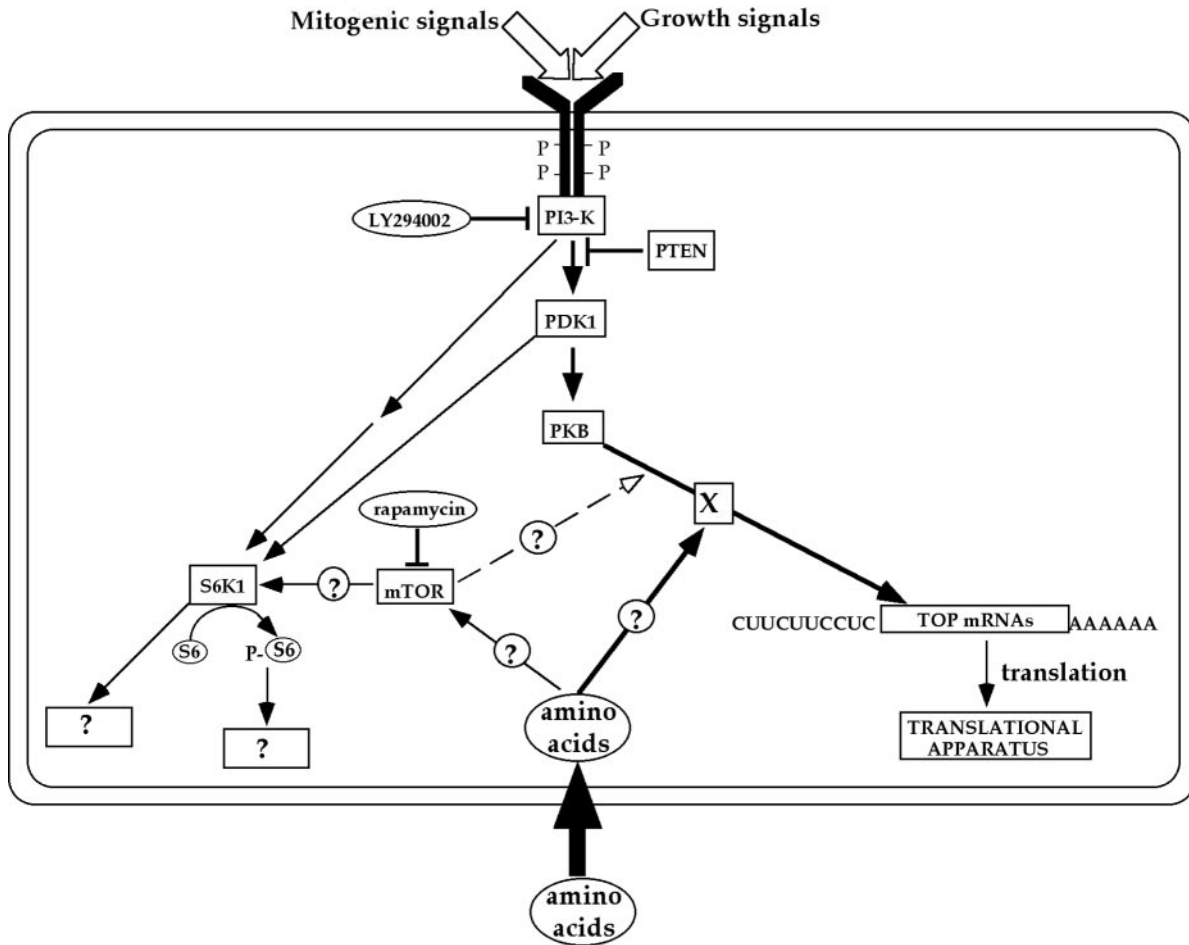 Mitogenic signals
Growth signals
P P
P P
LY294002
PI3-K
PTEN
PDK1
PKB
X
rapamycin
?
S6K1
?
mTOR
CUUCUUCCUC
TOP mRNAs
AAAAAA
?
?
S6
P-
S6
translation
?
?
amino
acids
TRANSLATIONAL
APPARATUS
amino
acids